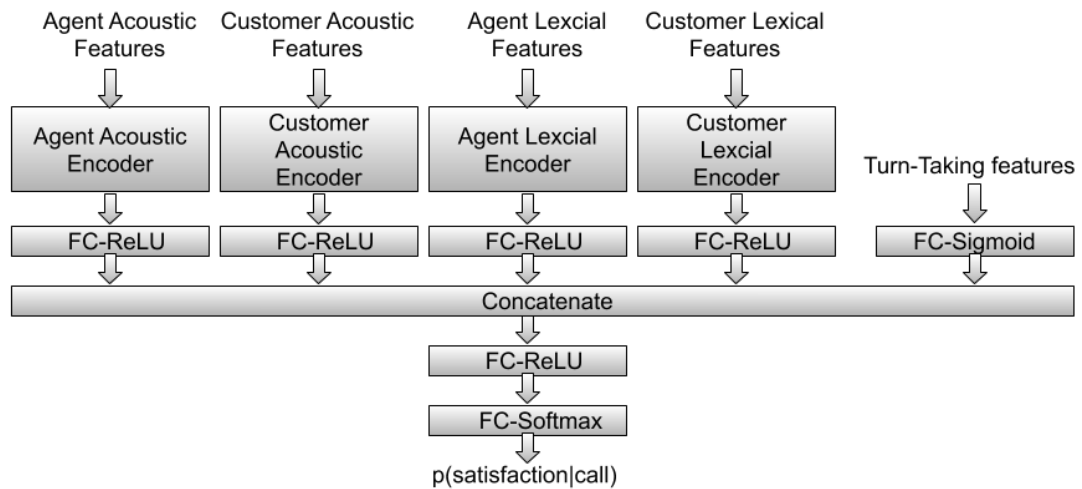 Agent Acoustic
Features
Customer Acoustic
Features
Agent Lexcial
Features
Customer Lexical
Features
Agent Acoustic
Encoder
Customer
Acoustic
Encoder
Agent Lexcial
Encoder
Customer
Lexcial
Encoder
Turn-Taking features
FC-ReLU
FC-ReLU
FC-ReLU
FC-ReLU
FC-Sigmoid
Concatenate
FC-ReLU
FC-Softmax
p(satisfaction|call)